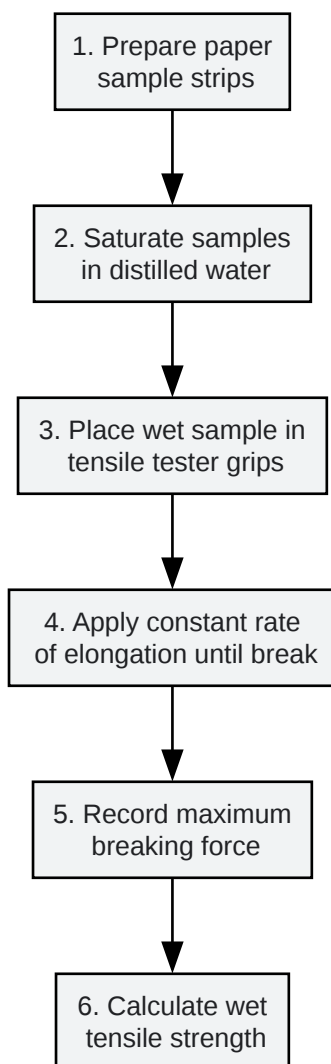 1. Prepare paper
sample strips
2. Saturate samples
in distilled water
3. Place wet sample in
tensile tester grips
4. Apply constant rate
of elongation until break
5. Record maximum
breaking force
6. Calculate wet
tensile strength